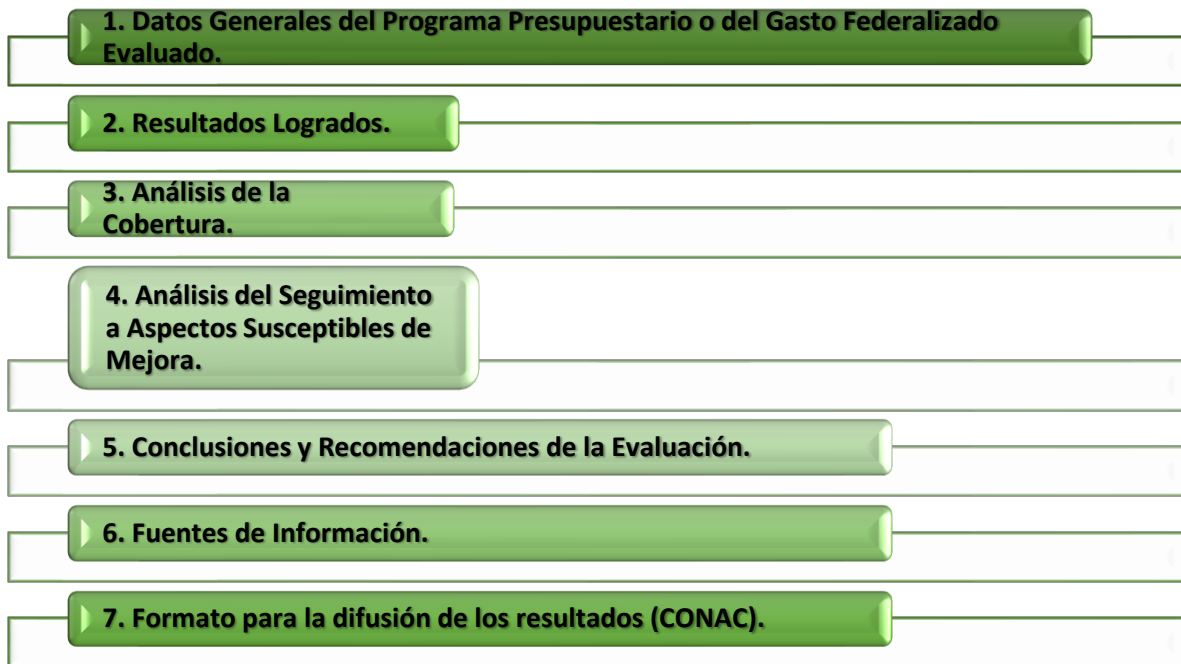 1. Datos Generales del Programa Presupuestario o del Gasto Federalizado
Evaluado.
2. Resultados Logrados.
3. Análisis de la
Cobertura.
4. Análisis del Seguimiento
a Aspectos Susceptibles de
Mejora.
5. Conclusiones y Recomendaciones de la Evaluación.
6. Fuentes de Información.
7. Formato para la difusión de los resultados (CONAC).